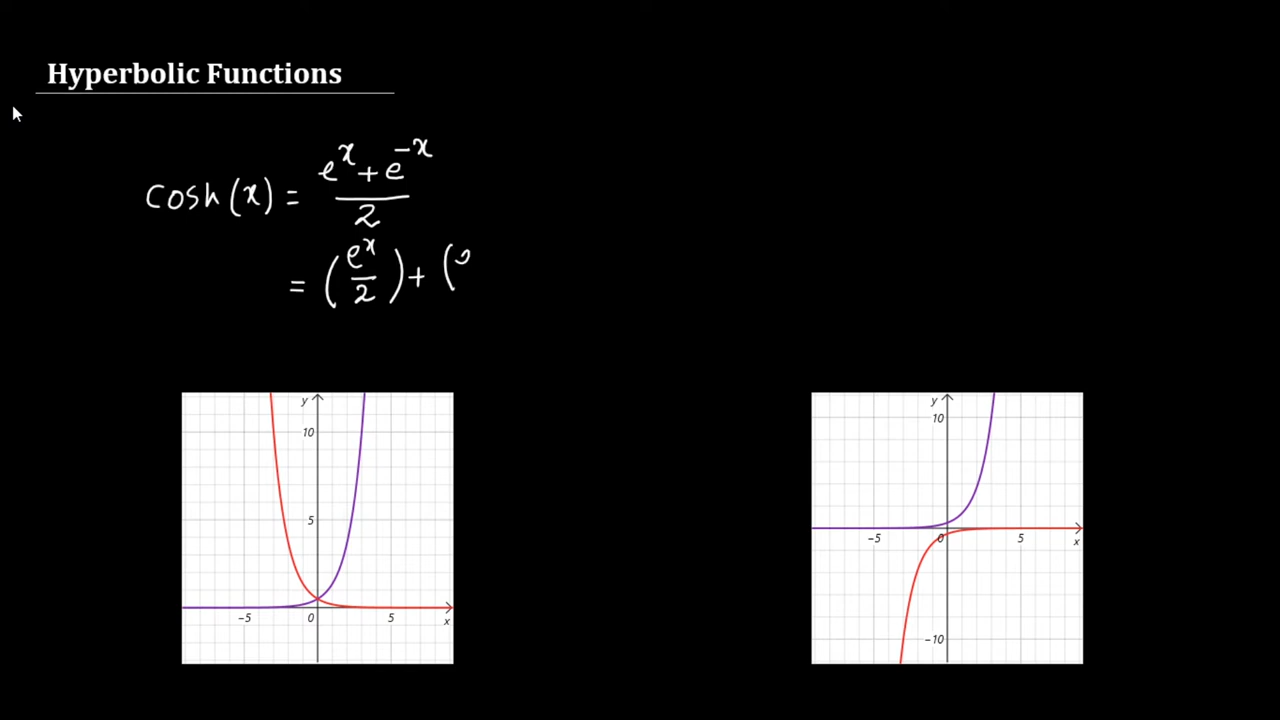 Hyperbolic Functions
cosh(x) = (e^x + e^-x)/2
= (e^x/2) + (
y
10
5
-5 0 5 x
y
10
-5 0 5 x
-10